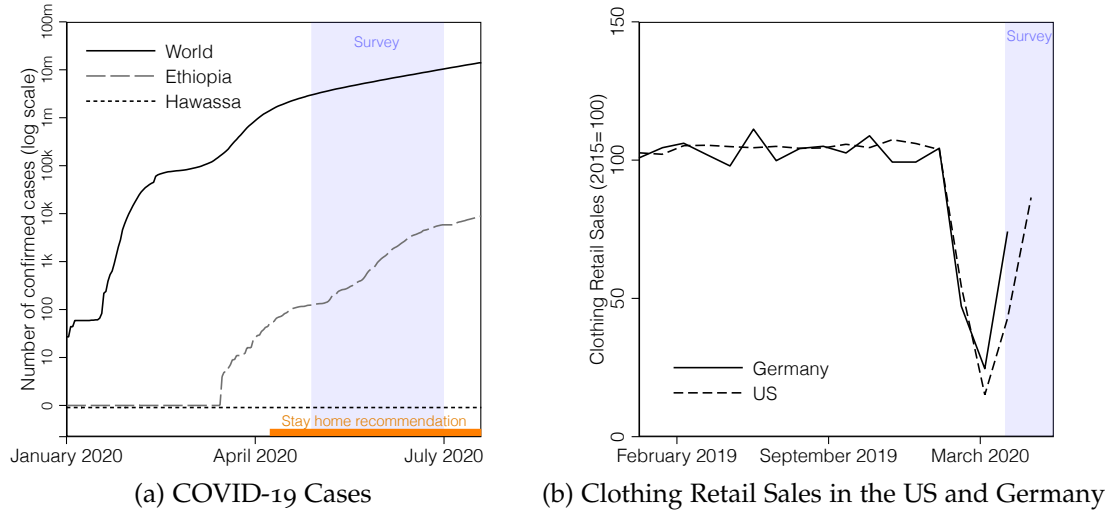 Number of confirmed cases (log scale)
100m
10m
1m
100k
10k
1k
100
10
0
Survey
World
Ethiopia
Hawassa
Stay home recommendation
January 2020
April 2020
July 2020
(a) COVID-19 Cases
Clothing Retail Sales (2015= 100)
150
100
50
0
Survey
Germany
US
February 2019
September 2019
March 2020
(b) Clothing Retail Sales in the US and Germany